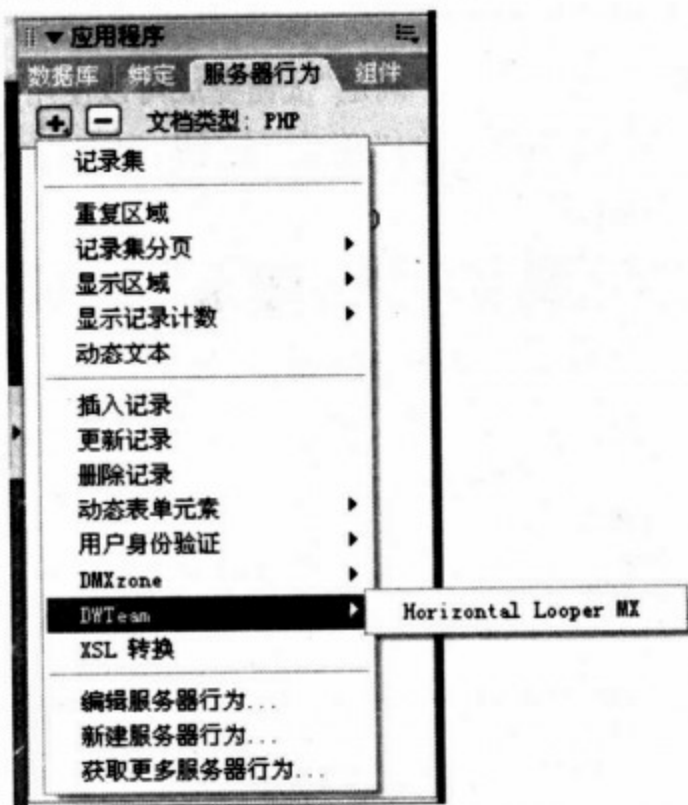 应用程序
数据库 绑定 服务器行为 组件
文档类型: PHP
记录集
重复区域
记录集分页
显示区域
显示记录计数
动态文本
插入记录
更新记录
删除记录
动态表单元素
用户身份验证
DMXzone
DWTeam
Horizontal Looper MX
XSL 转换
编辑服务器行为...
新建服务器行为...
获取更多服务器行为...